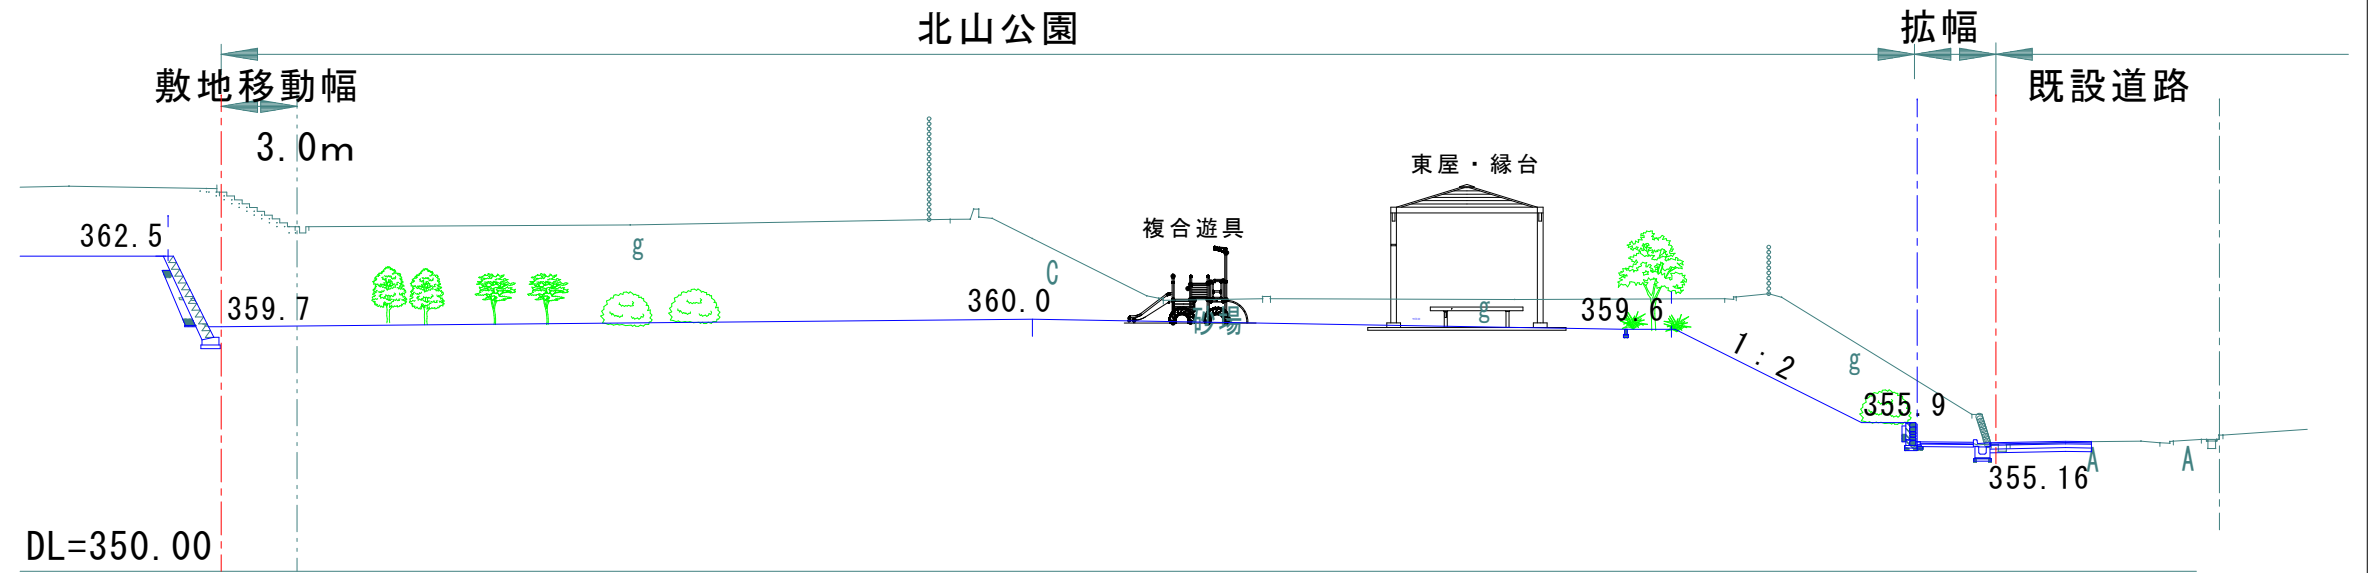 北山公園
拡幅
敷地移動幅
既設道路
3.0m
東屋・縁台
複合遊具
362.5
g
C
359.7
360.0
砂場
g
359.6
1:2
g
355.9
355.16
A
A
DL=350.00